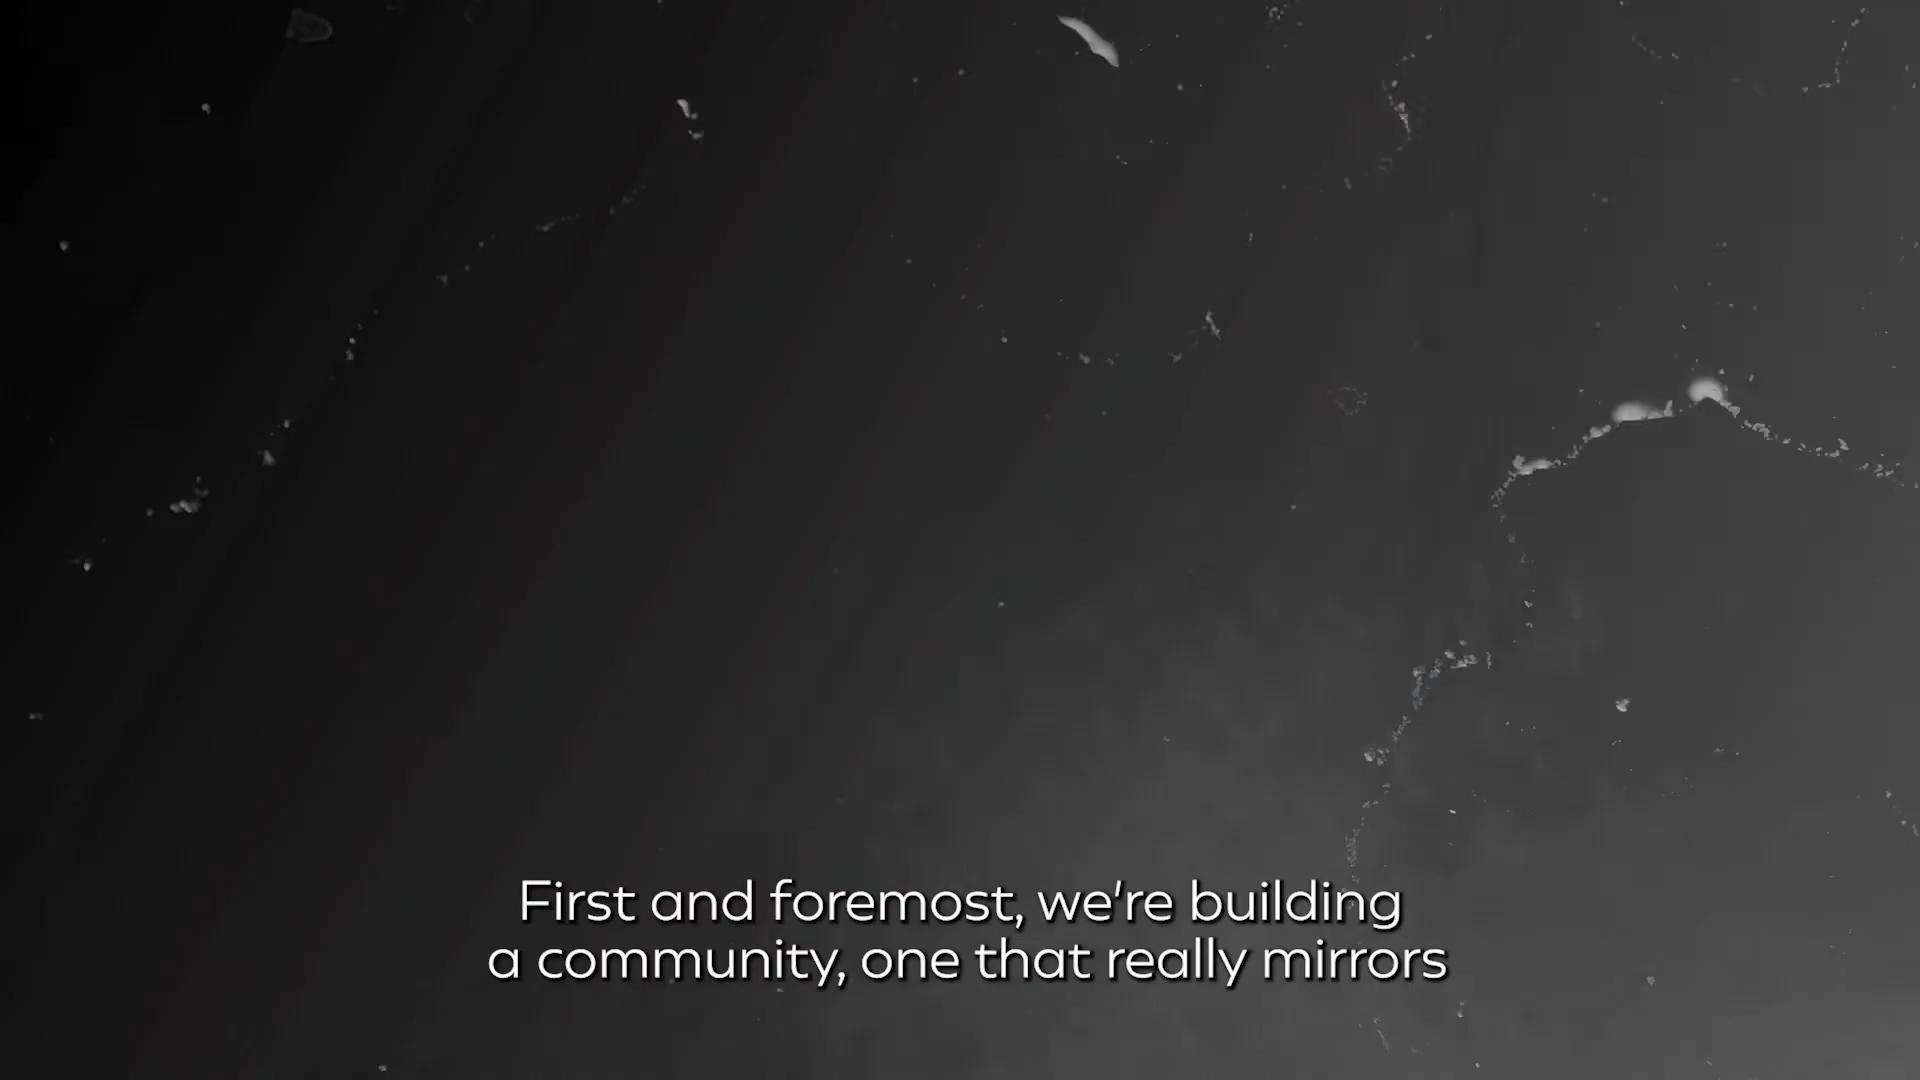 First and foremost, we're building
a community, one that really mirrors